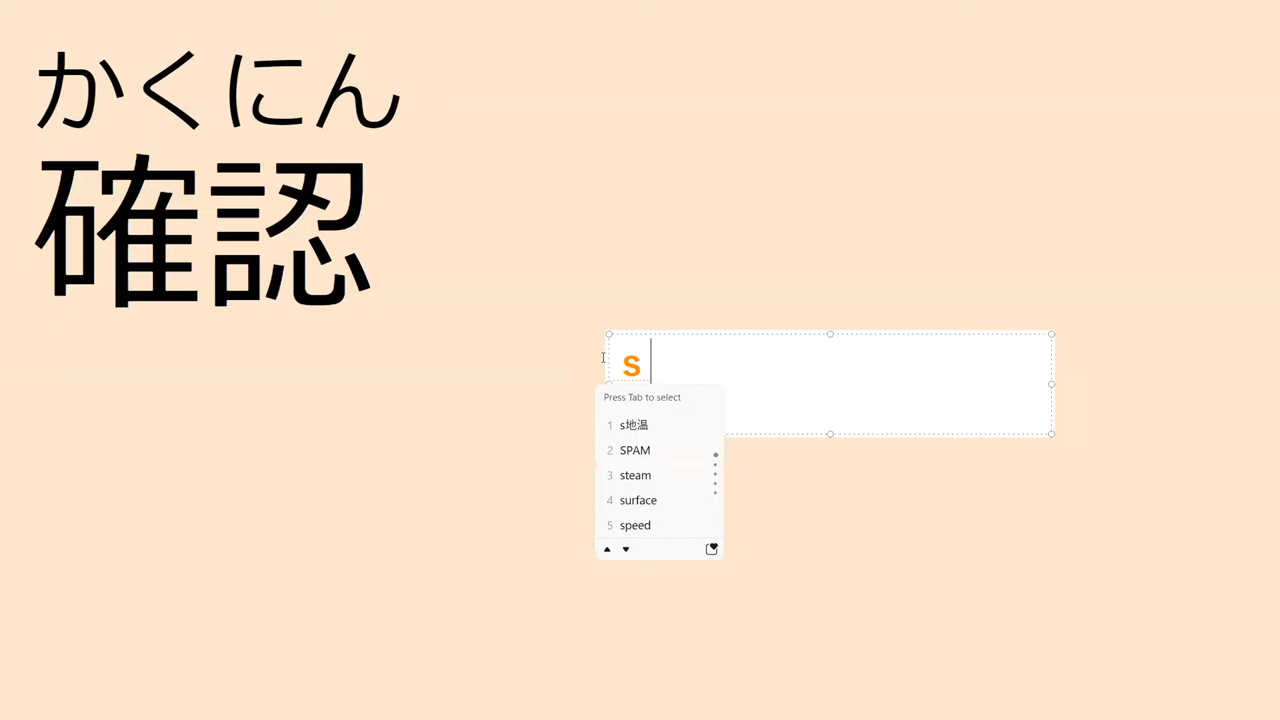 かくにん
確認
s
Press Tab to select
1 s地温
2 SPAM
3 steam
4 surface
5 speed